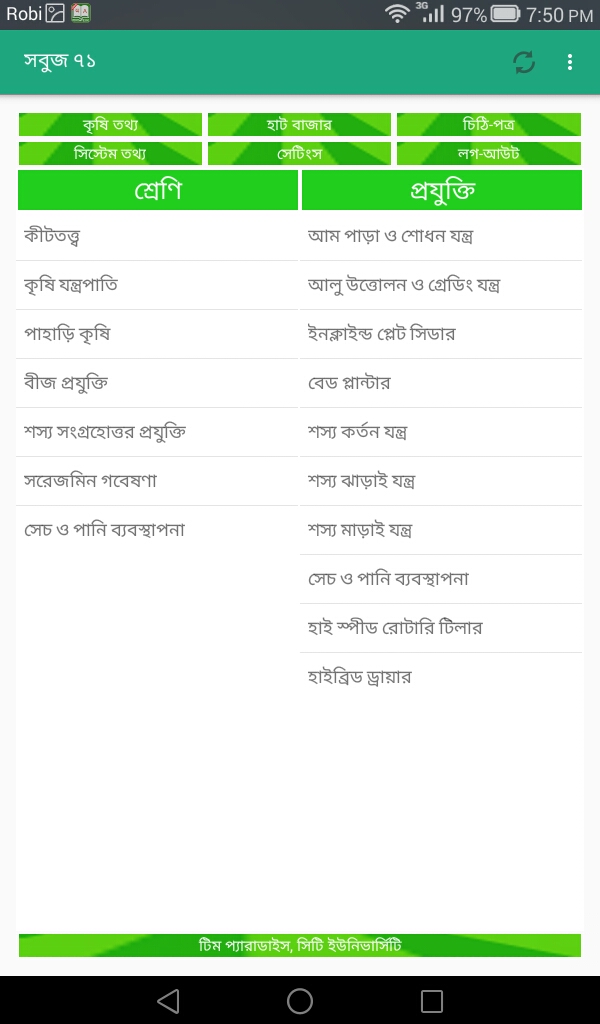 Robi 3G 97% 7:50 PM
সবুজ ৭১
কৃষি তথ্য হাট বাজার চিঠি-পত্র
সিস্টেম তথ্য সেটিংস লগ-আউট
শ্রেণি প্রযুক্তি
কীটতত্ত্ব আম পাড়া ও শোধন যন্ত্র
কৃষি যন্ত্রপাতি আলু উত্তোলন ও গ্রেডিং যন্ত্র
পাহাড়ি কৃষি ইনক্লাইন্ড প্লেট সিডার
বীজ প্রযুক্তি বেড প্লান্টার
শস্য সংগ্রহোত্তর প্রযুক্তি শস্য কর্তন যন্ত্র
সরেজমিন গবেষণা শস্য ঝাড়াই যন্ত্র
সেচ ও পানি ব্যবস্থাপনা শস্য মাড়াই যন্ত্র
সেচ ও পানি ব্যবস্থাপনা
হাই স্পীড রোটারি টিলার
হাইব্রিড ড্রায়ার
টিম প্যারাডাইস, সিটি ইউনিভার্সিটি